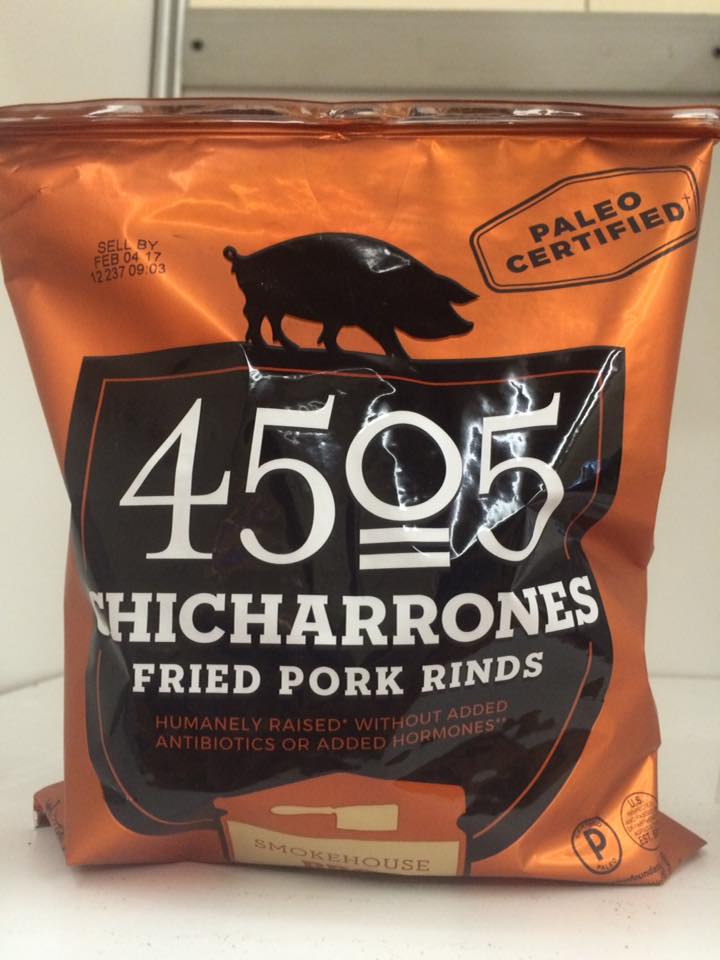 SELL BY
FEB 04 17
12 237 09:03
PALEO
CERTIFIED†
4505
CHICHARRONES
FRIED PORK RINDS
HUMANELY RAISED* WITHOUT ADDED
ANTIBIOTICS OR ADDED HORMONES**
SMOKEHOUSE
P
PALEO
U.S.